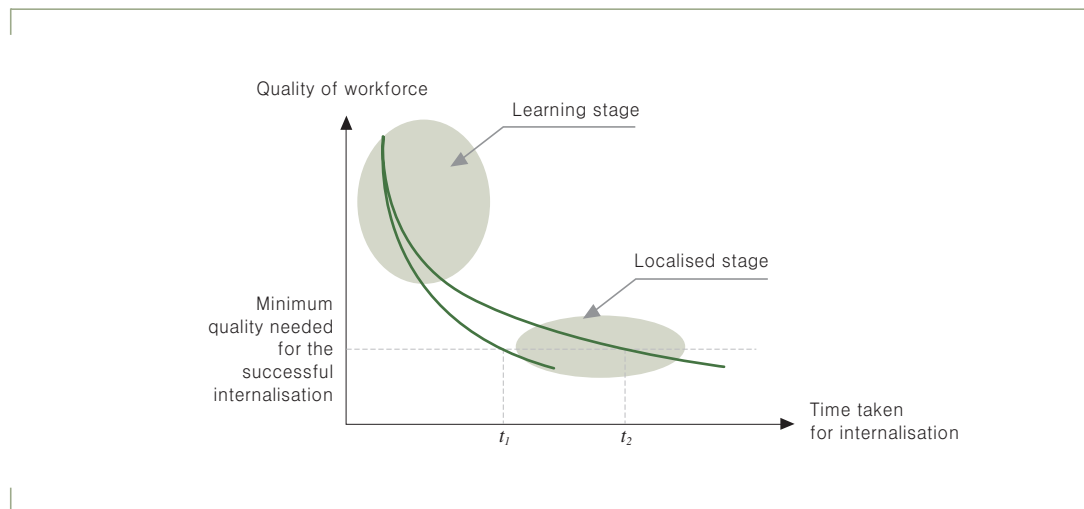 Quality of workforce
Learning stage
Localised stage
Minimum
quality needed
for the
successful
internalisation
Time taken
for internalisation
t1
t2